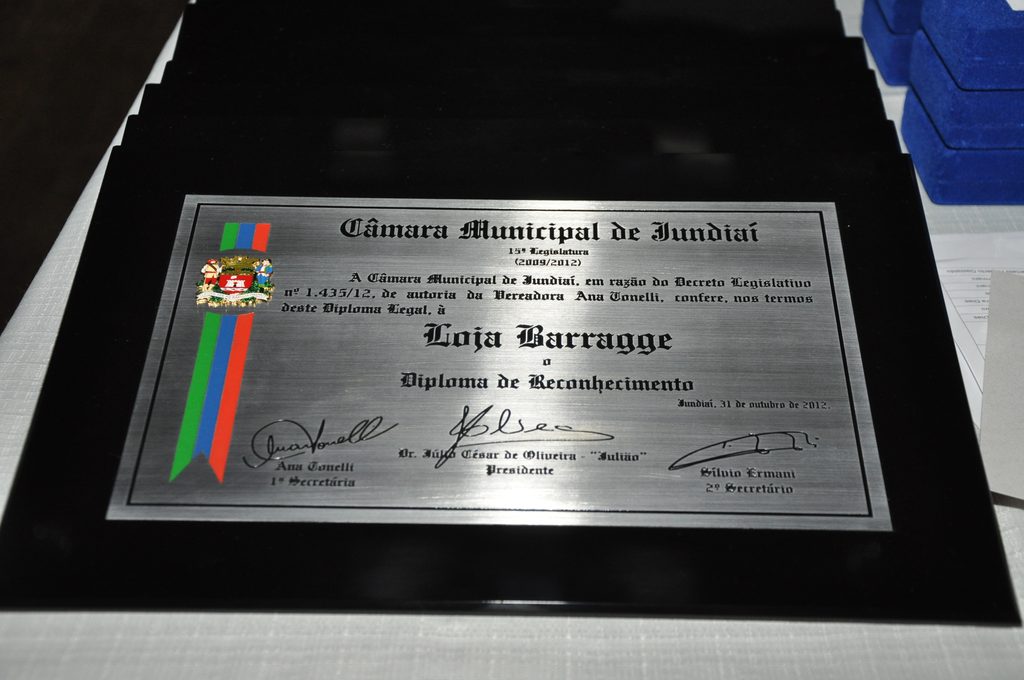 Câmara Municipal de Jundiaí
15ª Legislatura
(2009/2012)
A Câmara Municipal de Jundiaí, em razão do Decreto Legislativo
nº 1.435/12, de autoria da Vereadora Ana Tonelli, confere, nos termos
deste Diploma Legal, à
Loja Barragge
o
Diploma de Reconhecimento
Jundiaí, 31 de outubro de 2012.
Ana Tonelli
1ª Secretária
Dr. Júlio César de Oliveira - "Julião"
Presidente
Sílvio Ermani
2º Secretário